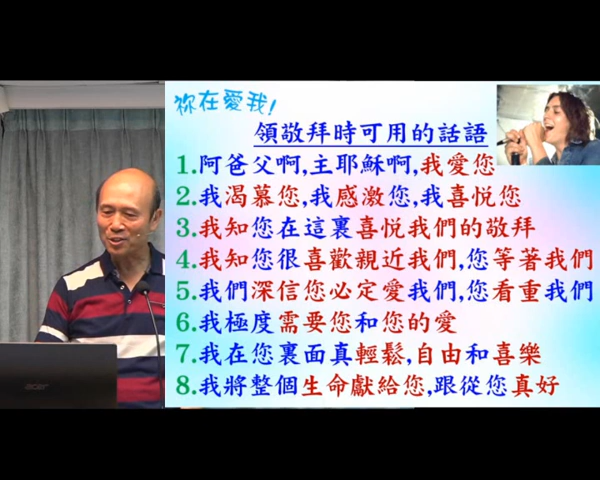 祢在愛我!
領敬拜時可用的話語
1.阿爸父啊,主耶穌啊,我愛您
2.我渴慕您,我感激您,我喜悦您
3.我知您在這裏喜悦我們的敬拜
4.我知您很喜歡親近我們,您等著我們
5.我們深信您必定愛我們,您看重我們
6.我極度需要您和您的愛
7.我在您裏面真輕鬆,自由和喜樂
8.我將整個生命獻給您,跟從您真好
acer